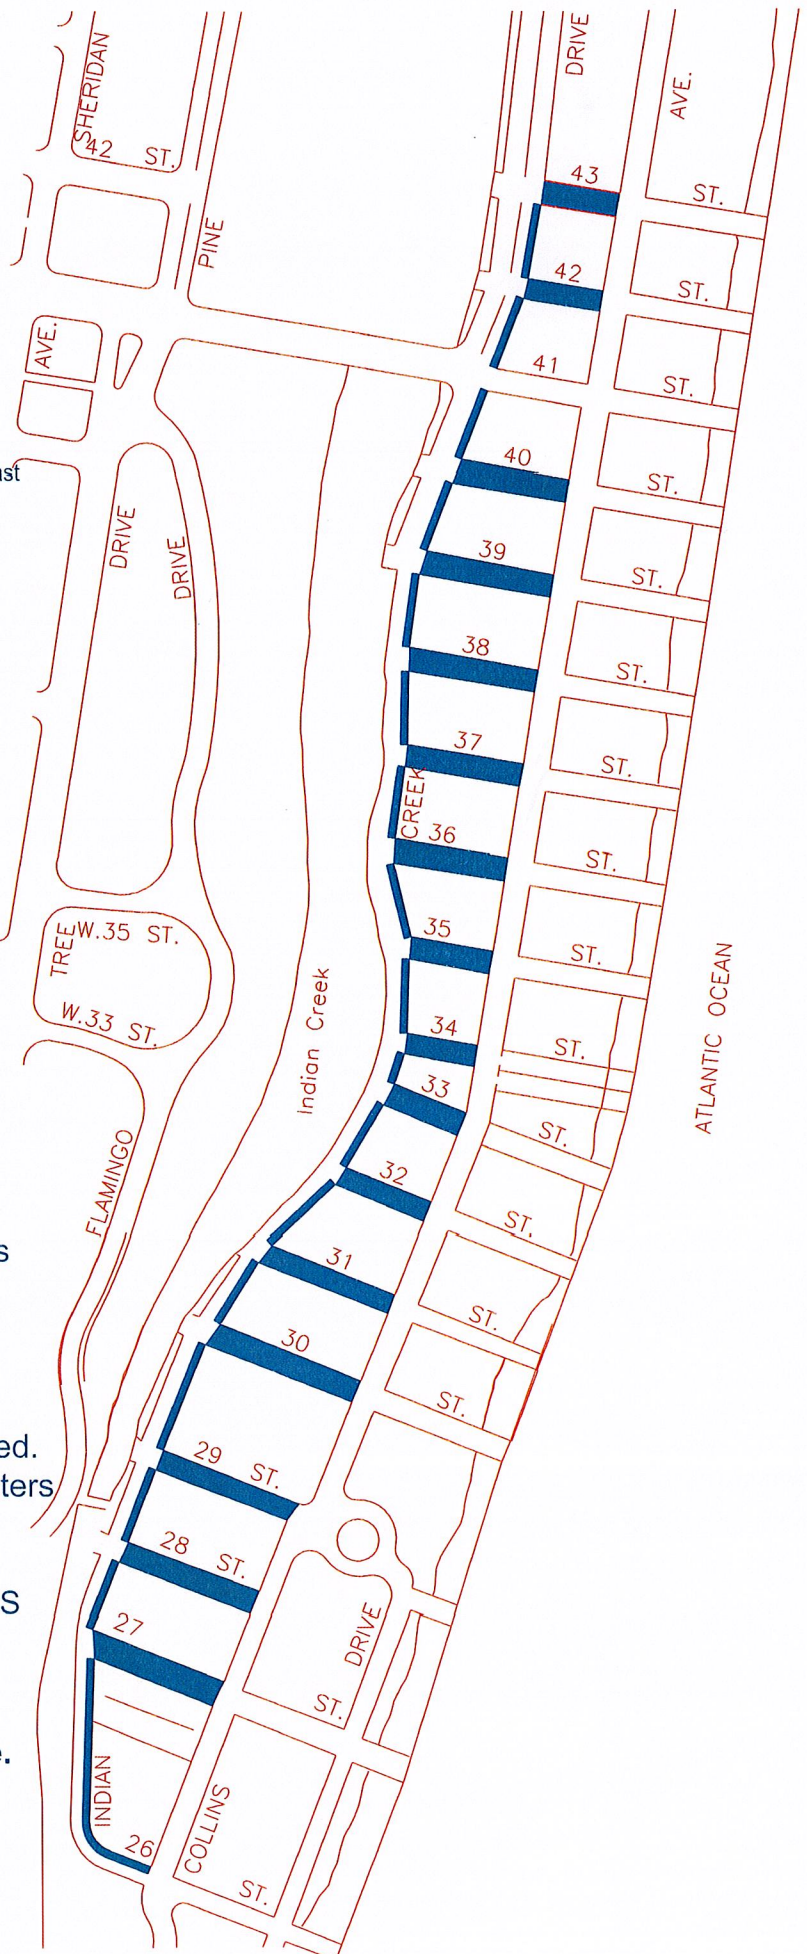 DRIVE
SHERIDAN
AVE.
42 ST.
43
ST.
PINE
42
ST.
AVE.
41
ST.
40
ast
ST.
DRIVE
DRIVE
39
ST.
38
ST.
37
ST.
CREEK
36
ST.
TREE
W.35 ST.
35
ST.
ATLANTIC OCEAN
Indian Creek
W.33 ST.
34
ST.
33
ST.
FLAMINGO
32
ST.
s
31
ST.
30
ST.
ed.
29 ST.
ters
28 ST.
S
27
DRIVE
ST.
.
INDIAN
COLLINS
26
ST.